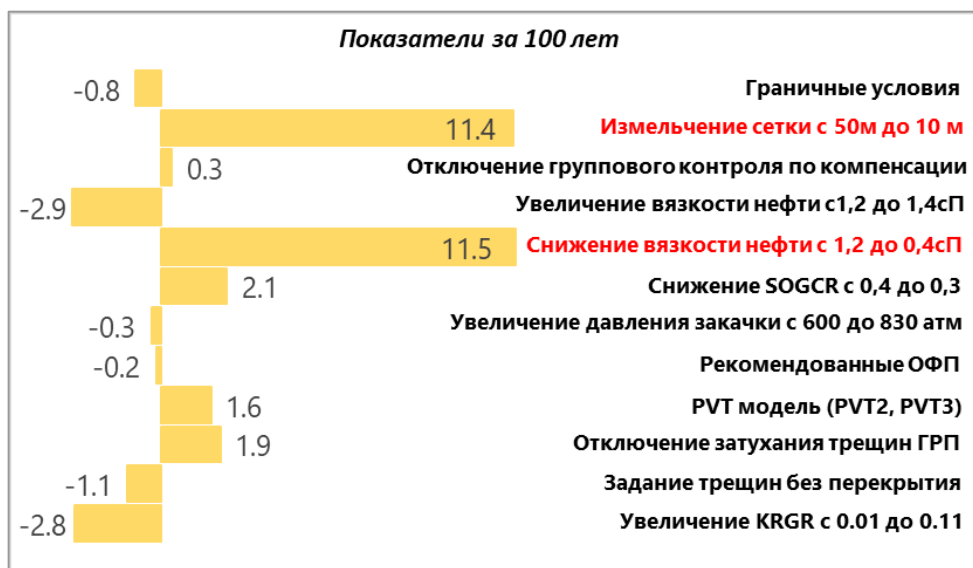 Показатели за 100 лет
-0.8 Граничные условия
11.4 Измельчение сетки с 50м до 10 м
0.3 Отключение группового контроля по компенсации
-2.9 Увеличение вязкости нефти с1,2 до 1,4сП
11.5 Снижение вязкости нефти с 1,2 до 0,4сП
2.1 Снижение SOGCR с 0,4 до 0,3
-0.3 Увеличение давления закачки с 600 до 830 атм
-0.2 Рекомендованные ОФП
1.6 PVT модель (PVT2, PVT3)
1.9 Отключение затухания трещин ГРП
-1.1 Задание трещин без перекрытия
-2.8 Увеличение KRGR с 0.01 до 0.11